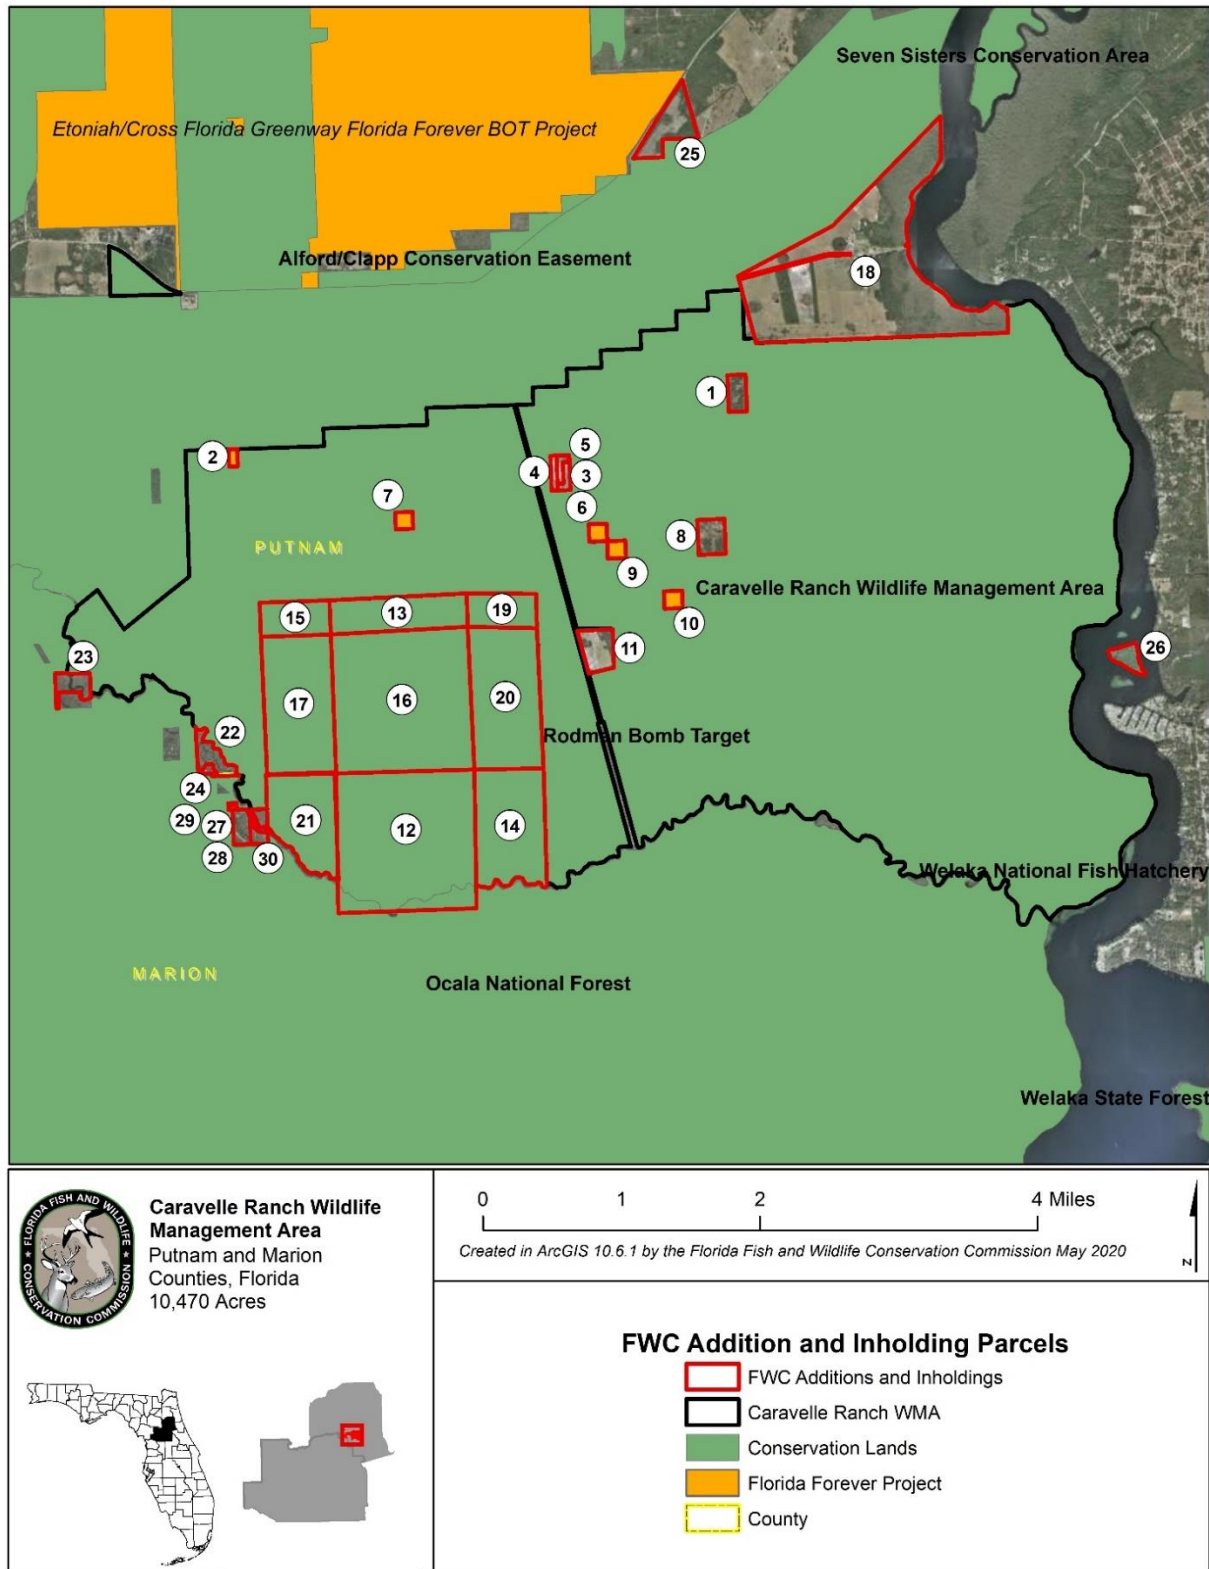 Seven Sisters Conservation Area
Etoniah/Cross Florida Greenway Florida Forever BOT Project
25
Alford/Clapp Conservation Easement
18
1
5
2
4
3
7
6
8
PUTNAM
9
Caravelle Ranch Wildlife Management Area
10
19
13
15
11
26
23
20
16
17
22
Rodman Bomb Target
24
29
27
21
12
14
28
30
Welaka National Fish Hatchery
MARION
Ocala National Forest
Welaka State Forest
FLORIDA FISH AND WILDLIFE
CONSERVATION COMMISSION
Caravelle Ranch Wildlife
Management Area
Putnam and Marion
Counties, Florida
10,470 Acres
0 1 2 4 Miles
Created in ArcGIS 10.6.1 by the Florida Fish and Wildlife Conservation Commission May 2020
N
FWC Addition and Inholding Parcels
FWC Additions and Inholdings
Caravelle Ranch WMA
Conservation Lands
Florida Forever Project
County